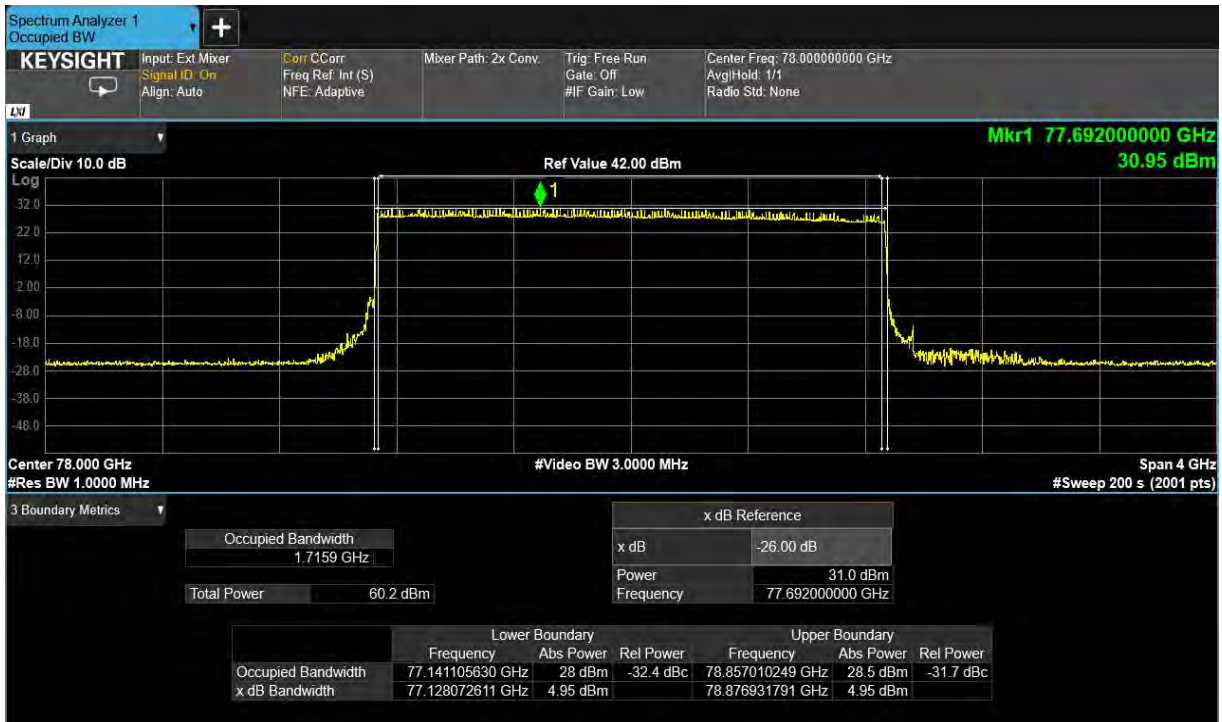 Spectrum Analyzer 1
Occupied BW
+
KEYSIGHT
LXI
Input: Ext Mixer
Signal ID: On
Align: Auto
Corr CCorr
Freq Ref: Int (S)
NFE: Adaptive
Mixer Path: 2x Conv.
Trig: Free Run
Gate: Off
#IF Gain: Low
Center Freq: 78.000000000 GHz
Avg|Hold: 1/1
Radio Std: None
1 Graph
Mkr1 77.692000000 GHz
30.95 dBm
Scale/Div 10.0 dB
Ref Value 42.00 dBm
Log
1
32.0
22.0
12.0
2.00
-8.00
-18.0
-28.0
-38.0
-48.0
Center 78.000 GHz
#Video BW 3.0000 MHz
Span 4 GHz
#Res BW 1.0000 MHz
#Sweep 200 s (2001 pts)
3 Boundary Metrics
Occupied Bandwidth
1.7159 GHz
Total Power 60.2 dBm
x dB Reference
x dB -26.00 dB
Power 31.0 dBm
Frequency 77.692000000 GHz
Lower Boundary Upper Boundary
Frequency Abs Power Rel Power Frequency Abs Power Rel Power
Occupied Bandwidth 77.141105630 GHz 28 dBm -32.4 dBc 78.857010249 GHz 28.5 dBm -31.7 dBc
x dB Bandwidth 77.128072611 GHz 4.95 dBm 78.876931791 GHz 4.95 dBm